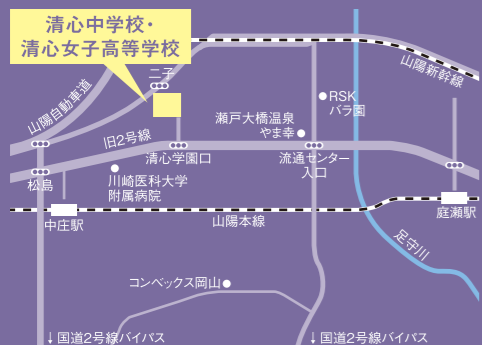 清心中学校・
清心女子高等学校
二子
山陽自動車道
山陽新幹線
RSK
バラ園
瀬戸大橋温泉
やま幸
旧2号線
清心学園口
流通センター
入口
松島
川崎医科大学
附属病院
中庄駅
山陽本線
庭瀬駅
足守川
コンベックス岡山
↓国道2号線バイパス
↓国道2号線バイパス